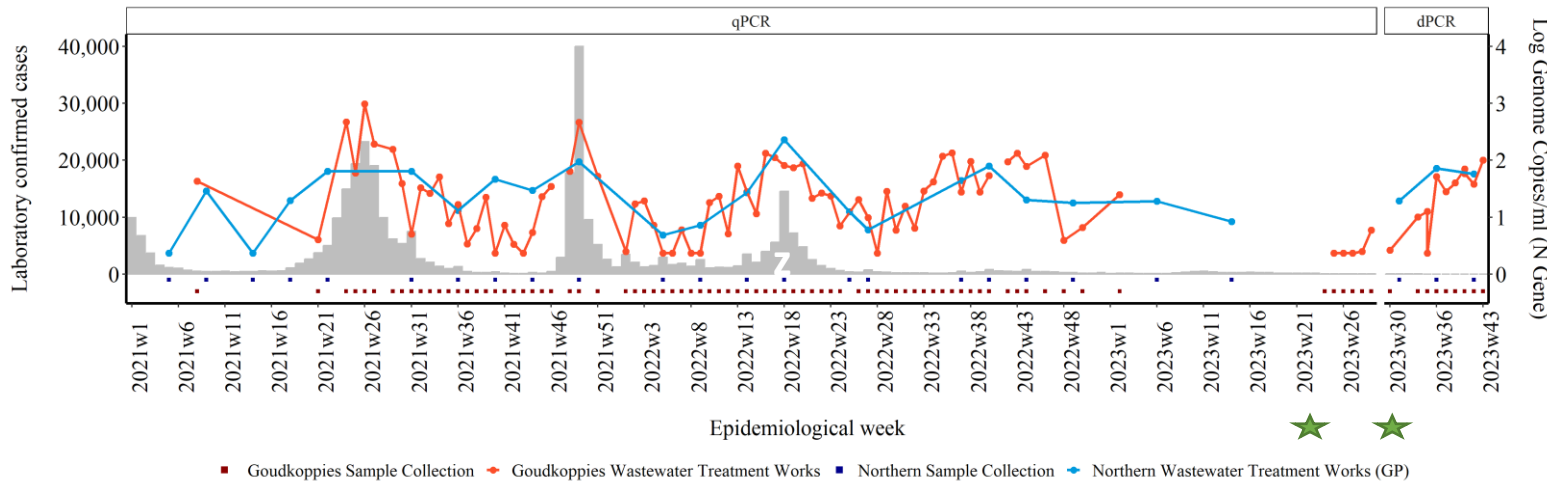 qPCR
dPCR
Laboratory confirmed cases
40,000
30,000
20,000
10,000
0
4
3
2
1
0
Log Genome Copies/ml (N Gene)
Z
2021w1
2021w6
2021w11
2021w16
2021w21
2021w26
2021w31
2021w36
2021w41
2021w46
2021w51
2022w3
2022w8
2022w13
2022w18
2022w23
2022w28
2022w33
2022w38
2022w43
2022w48
2023w1
2023w6
2023w11
2023w16
2023w21
2023w26
2023w30
2023w36
2023w43
Epidemiological week
Goudkoppies Sample Collection
Goudkoppies Wastewater Treatment Works
Northern Sample Collection
Northern Wastewater Treatment Works (GP)